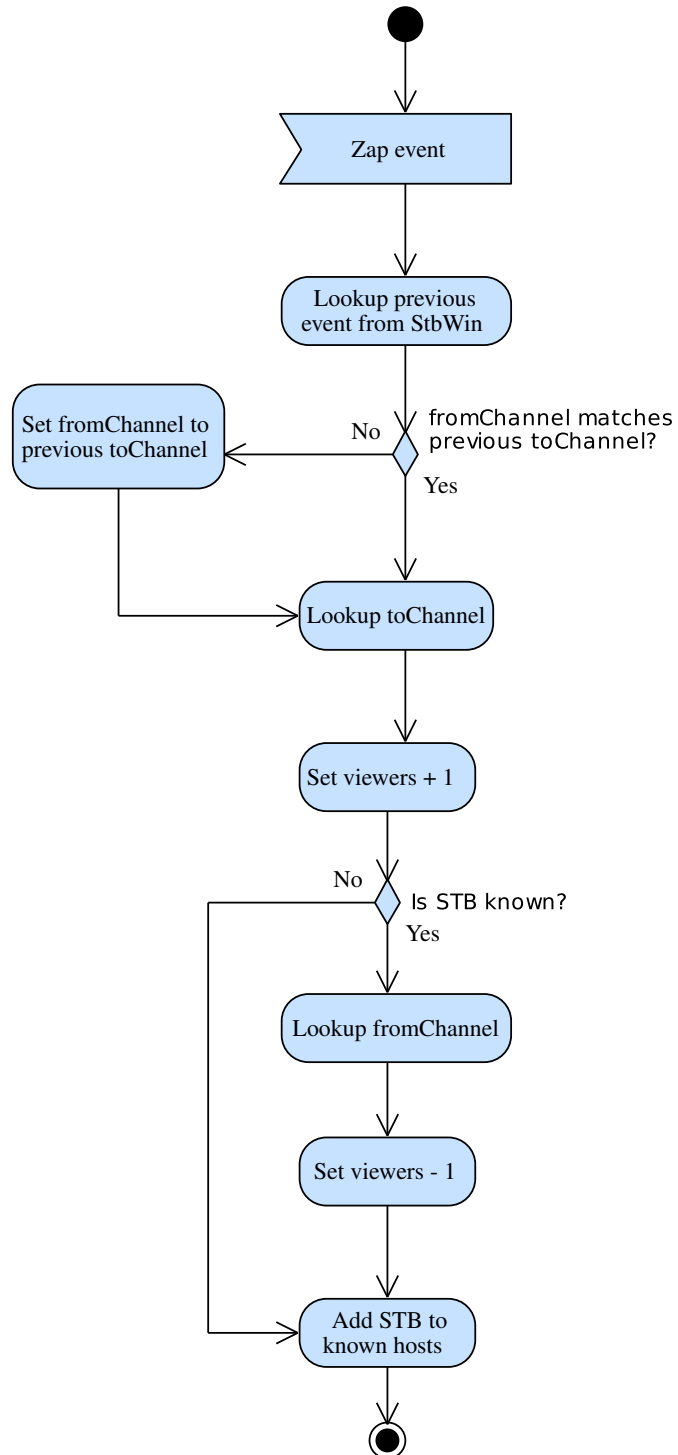 Zap event
Lookup previous
event from StbWin
fromChannel matches
previous toChannel?
No
Set fromChannel to
previous toChannel
Yes
Lookup toChannel
Set viewers + 1
No
Is STB known?
Yes
Lookup fromChannel
Set viewers - 1
Add STB to
known hosts